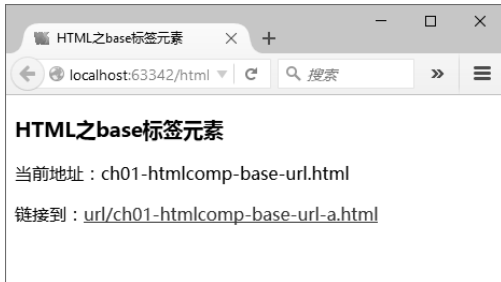 HTML之base标签元素
localhost:63342/html
搜索
HTML之base标签元素
当前地址：ch01-htmlcomp-base-url.html
链接到：url/ch01-htmlcomp-base-url-a.html